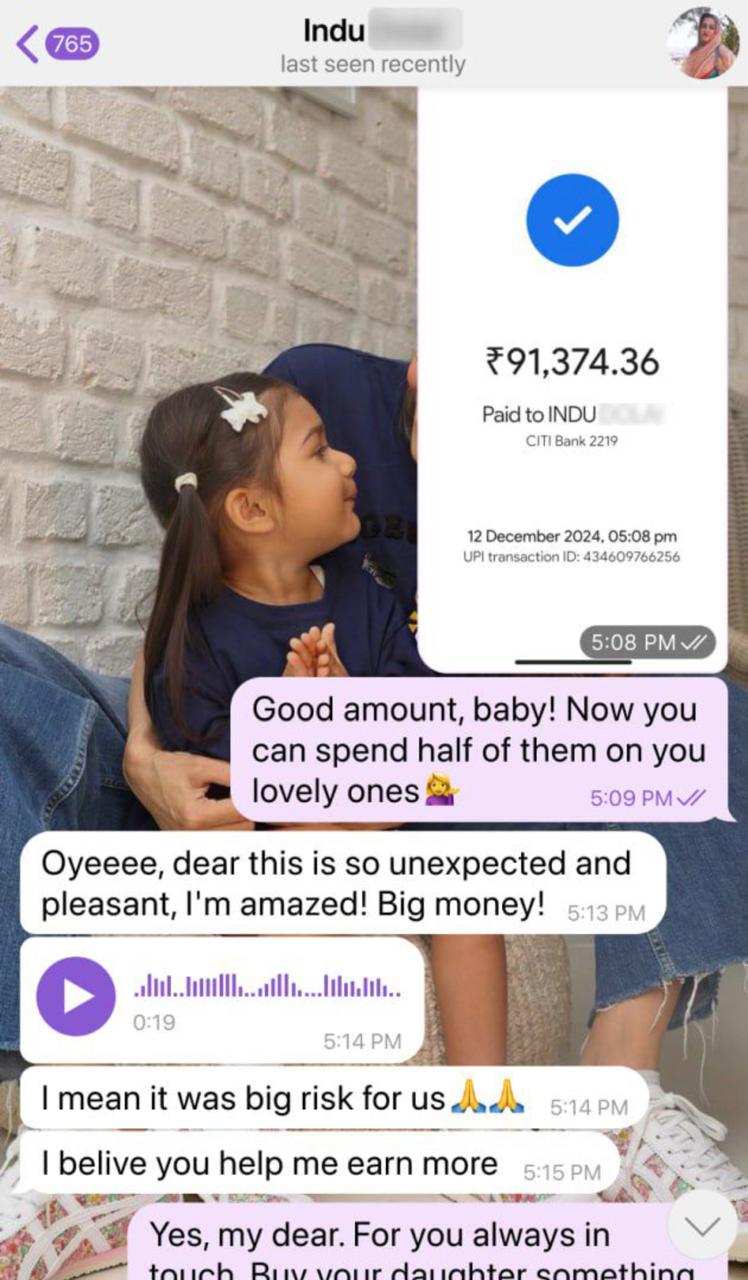 765
Indu
last seen recently
₹91,374.36
Paid to INDU
CITI Bank 2219
12 December 2024, 05:08 pm
UPI transaction ID: 434609766256
5:08 PM
Good amount, baby! Now you
can spend half of them on you
lovely ones💁‍♀️
5:09 PM
Oyeeee, dear this is so unexpected and
pleasant, I'm amazed! Big money!
5:13 PM
0:19
5:14 PM
I mean it was big risk for us🙏🙏 5:14 PM
I belive you help me earn more 5:15 PM
Yes, my dear. For you always in
touch. Buy your daughter something